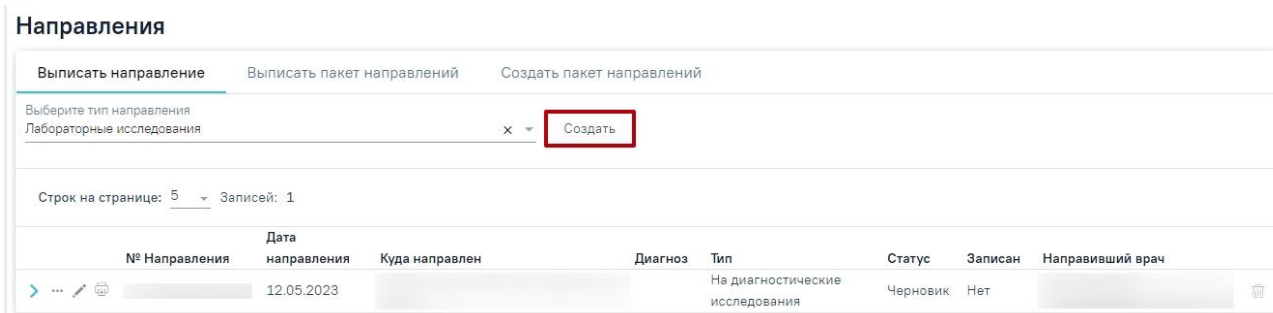 Направления
Выписать направление Выписать пакет направлений Создать пакет направлений
Выберите тип направления
Лабораторные исследования
Создать
Строк на странице: 5 Записей: 1
Дата
№ Направления направления Куда направлен Диагноз Тип Статус Записан Направивший врач
На диагностические
12.05.2023 Черновик Нет
исследования